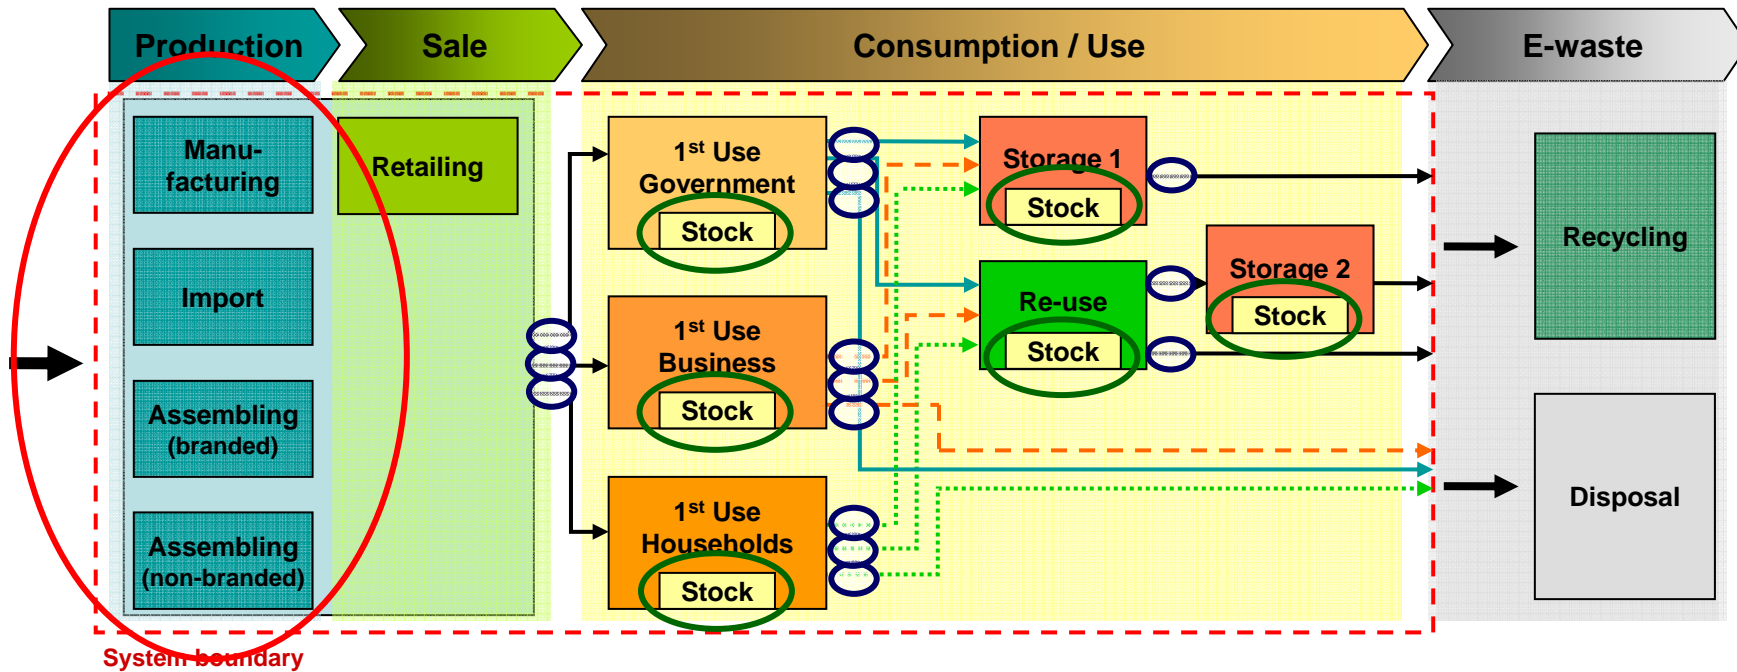 Production
Sale
Consumption / Use
E-waste
Manu-
facturing
Import
Assembling
(branded)
Assembling
(non-branded)
Retailing
1st Use
Government
Stock
1st Use
Business
Stock
1st Use
Households
Stock
Storage 1
Stock
Re-use
Stock
Storage 2
Stock
Recycling
Disposal
System boundary